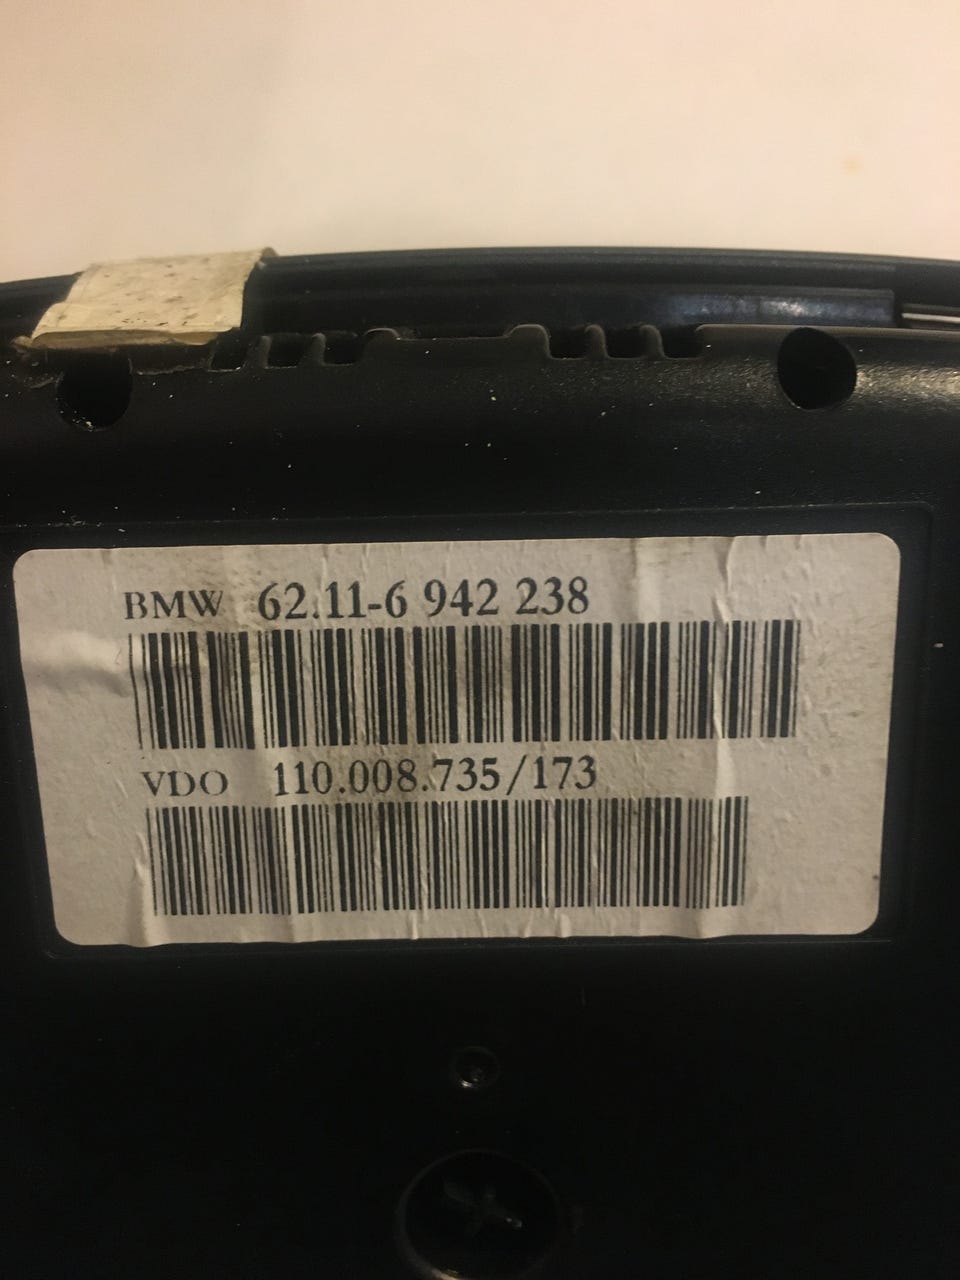 BMW 62.11-6 942 238
VDO 110.008.735/173